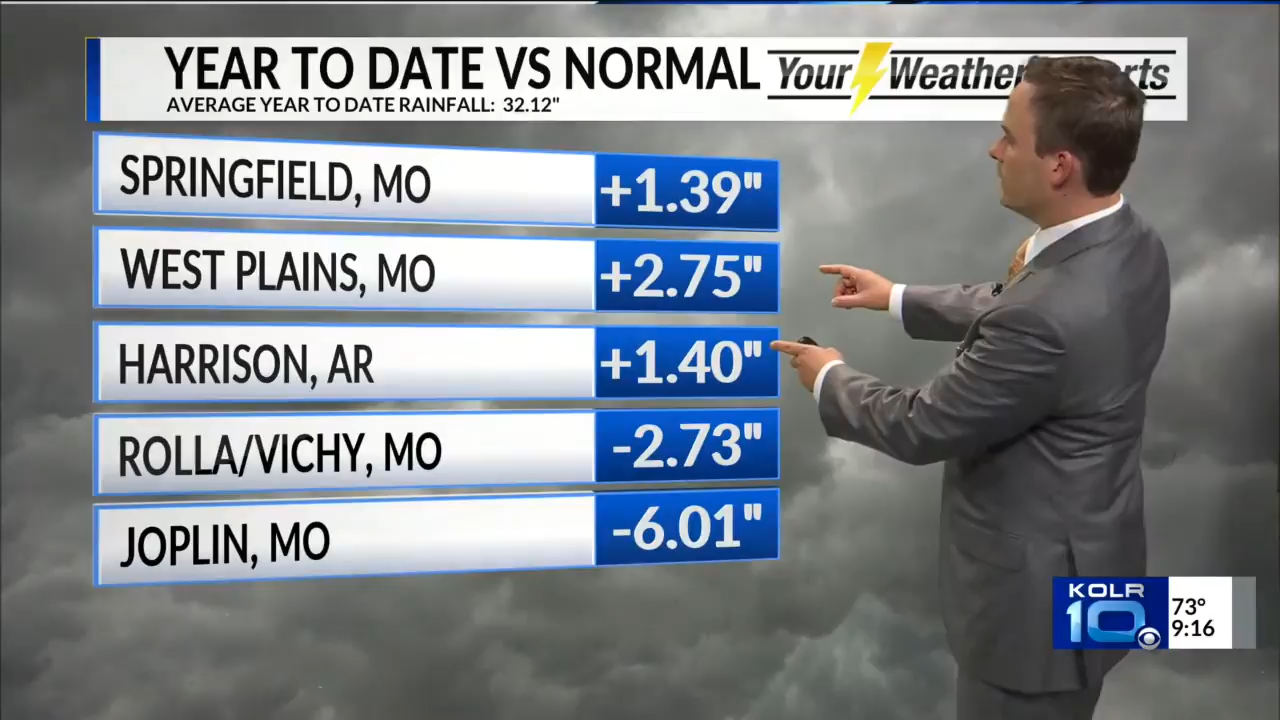 YEAR TO DATE VS NORMAL
AVERAGE YEAR TO DATE RAINFALL: 32.12"
Your
SPRINGFIELD, MO +1.39"
WEST PLAINS, MO +2.75"
HARRISON, AR +1.40"
ROLLA/VICHY, MO -2.73"
JOPLIN, MO -6.01"
KOLR
10
73°
9:16